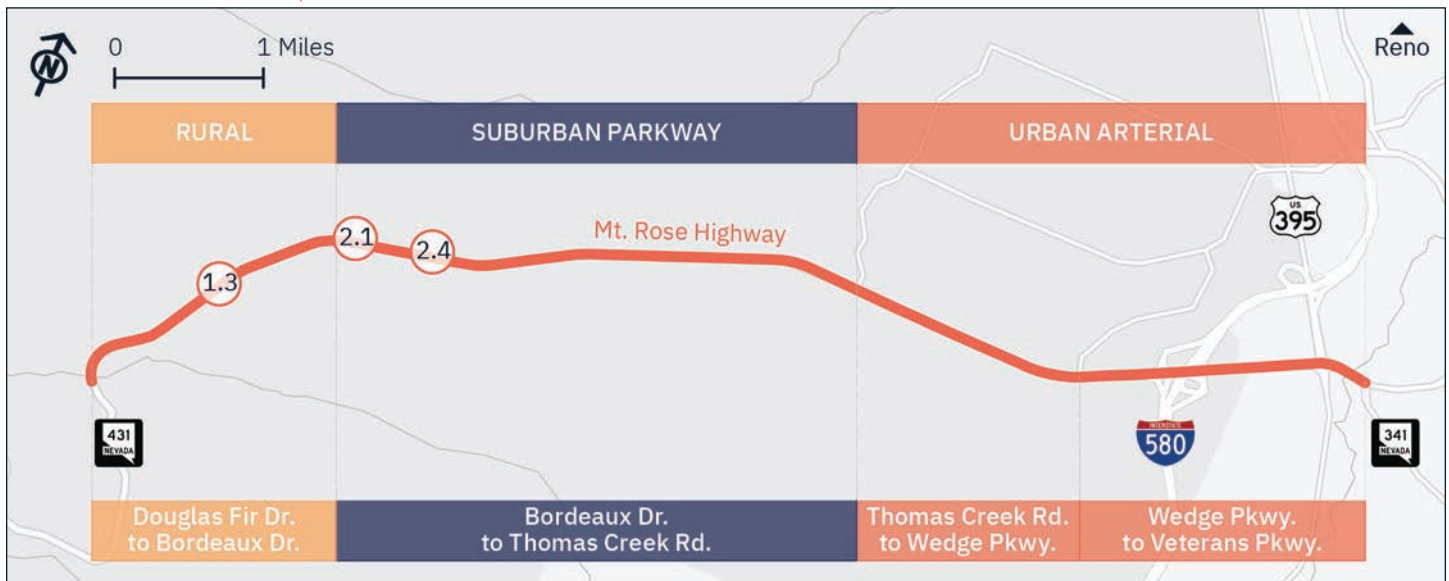 N
0
1 Miles
Reno
RURAL
SUBURBAN PARKWAY
URBAN ARTERIAL
US
395
Mt. Rose Highway
2.1
2.4
1.3
431
NEVADA
INTERSTATE
580
341
NEVADA
Douglas Fir Dr.
to Bordeaux Dr.
Bordeaux Dr.
to Thomas Creek Rd.
Thomas Creek Rd.
to Wedge Pkwy.
Wedge Pkwy.
to Veterans Pkwy.